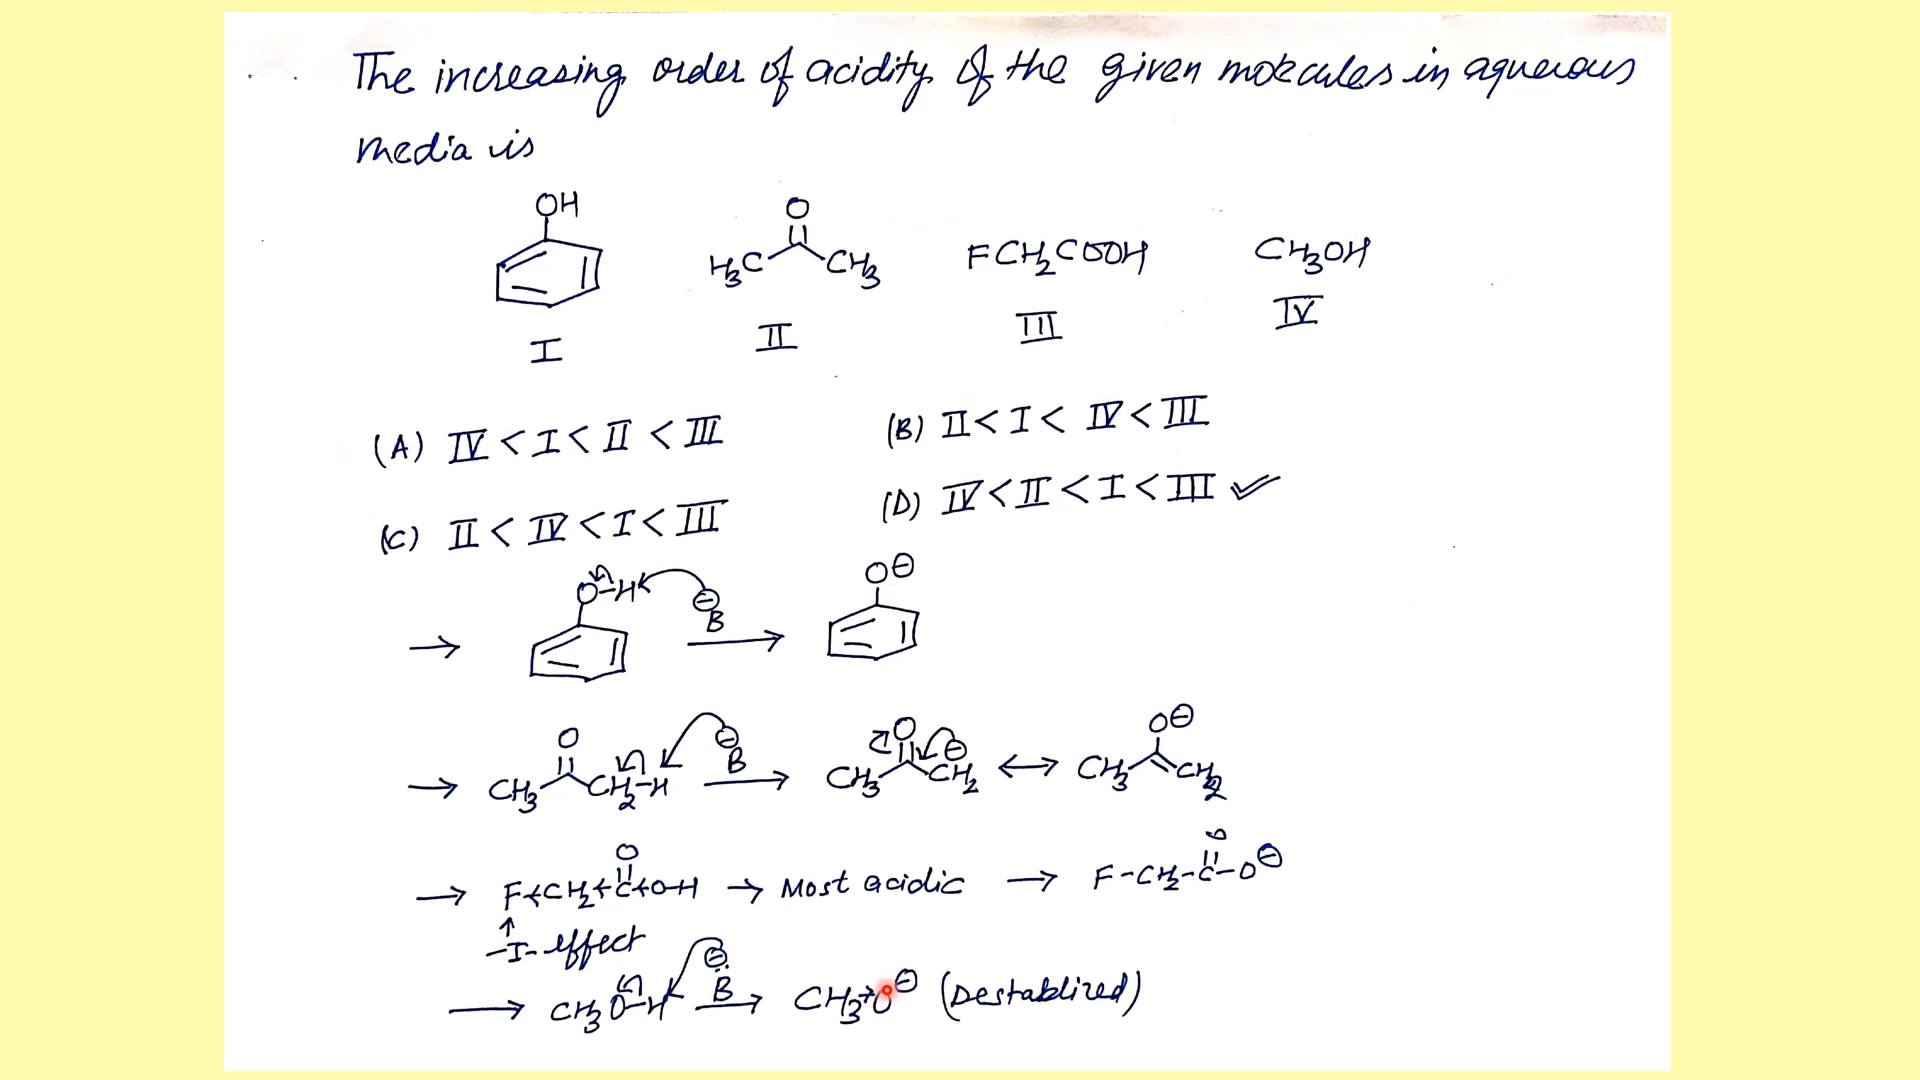 The increasing order of acidity of the given molecules in aqueous
media is
OH
O
H3C CH3
FCH2COOH
CH3OH
I
II
III
IV
(A) IV < I < II < III
(B) II < I < IV < III
(C) II < IV < I < III
(D) IV < II < I < III ✓
→ O-H ⊖B → O⊖
→ CH3 O CH2-H ⊖B → CH3 O ⊖CH2 ↔ CH3 O⊖ CH2
→ F-CH2-C-O-H O → Most acidic → F-CH2-C-O⊖ O
↑
-I-effect
→ CH3O-H ⊖B → CH3→O⊖ (Destablized)